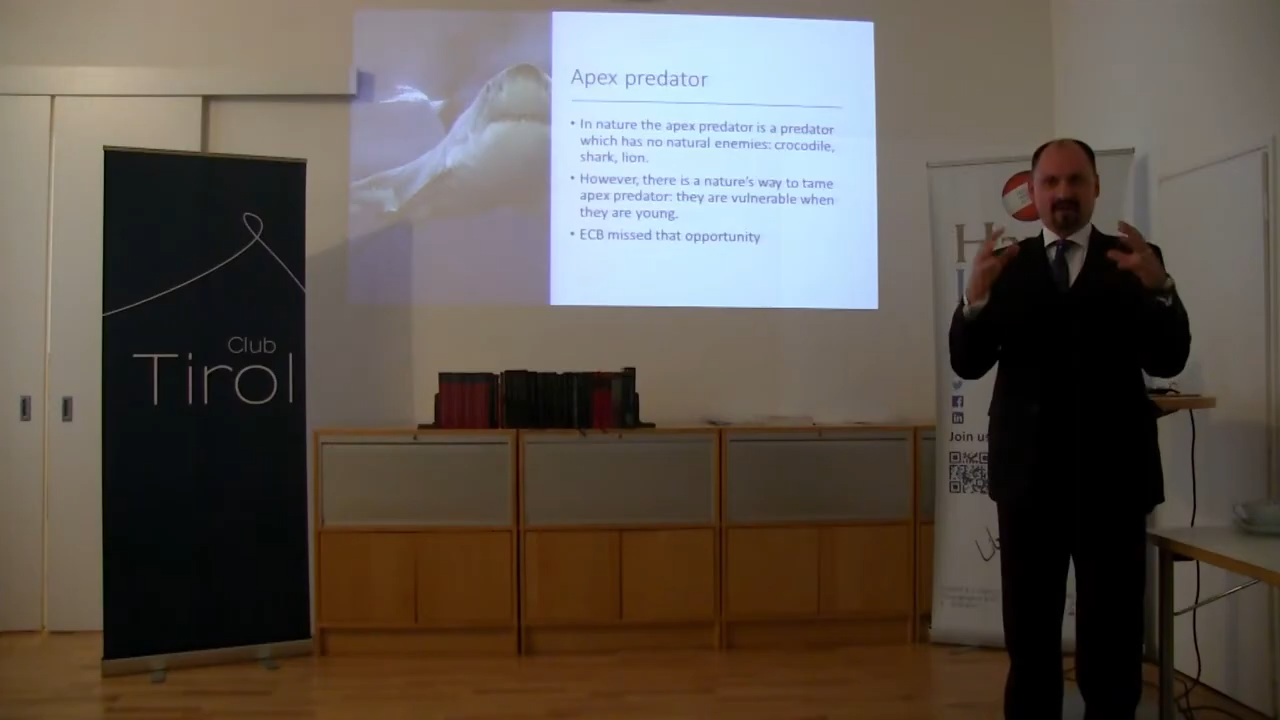 Apex predator
• In nature the apex predator is a predator
which has no natural enemies: crocodile,
shark, lion.
• However, there is a nature's way to tame
apex predator: they are vulnerable when
they are young.
• ECB missed that opportunity
Club
Tirol
Join us